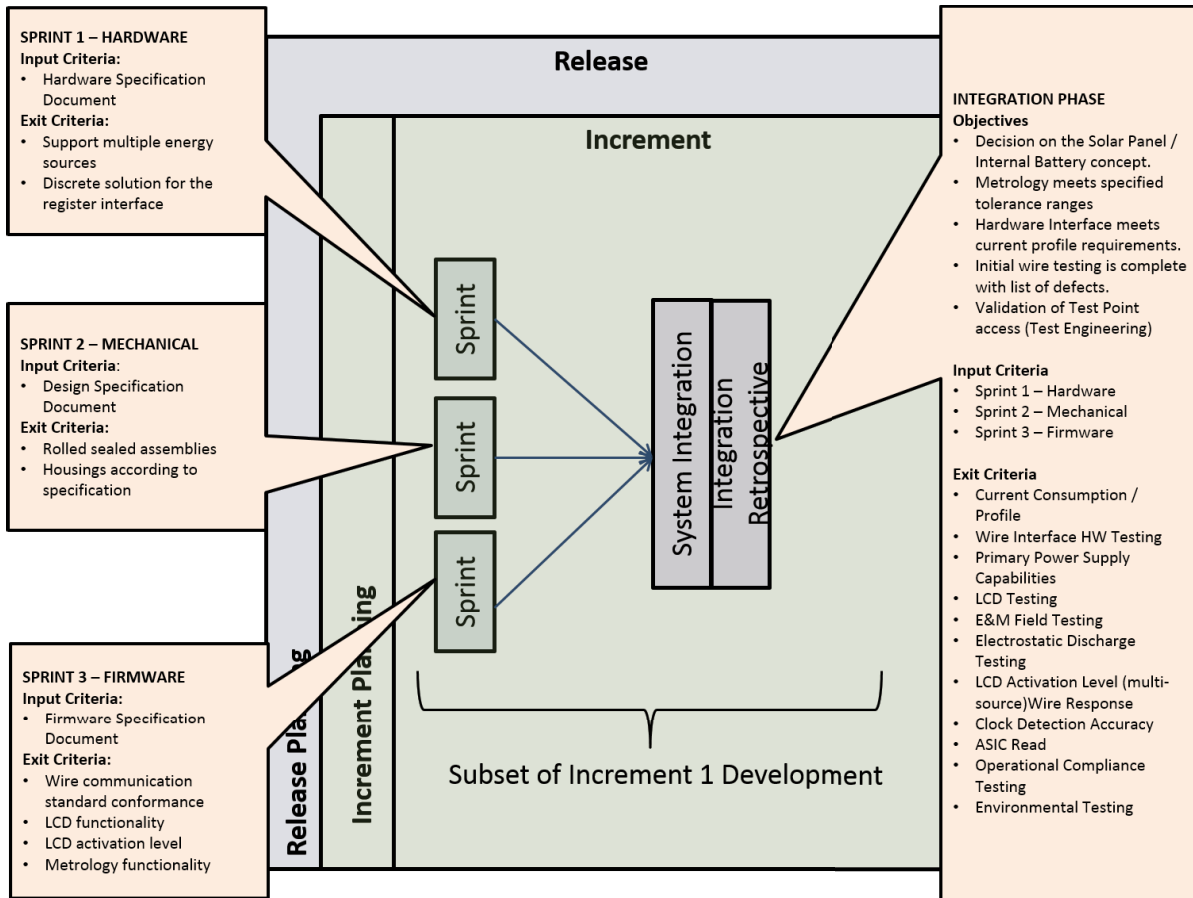 SPRINT 1 – HARDWARE
Input Criteria:
• Hardware Specification
Document
Exit Criteria:
• Support multiple energy
sources
• Discrete solution for the
register interface
SPRINT 2 – MECHANICAL
Input Criteria:
• Design Specification
Document
Exit Criteria:
• Rolled sealed assemblies
• Housings according to
specification
SPRINT 3 – FIRMWARE
Input Criteria:
• Firmware Specification
Document
Exit Criteria:
• Wire communication
standard conformance
• LCD functionality
• LCD activation level
• Metrology functionality
Release
Release Planning
Increment
Increment Planning
Sprint
Sprint
Sprint
System Integration
Integration
Retrospective
Subset of Increment 1 Development
INTEGRATION PHASE
Objectives
• Decision on the Solar Panel /
Internal Battery concept.
• Metrology meets specified
tolerance ranges
• Hardware Interface meets
current profile requirements.
• Initial wire testing is complete
with list of defects.
• Validation of Test Point
access (Test Engineering)
Input Criteria
• Sprint 1 – Hardware
• Sprint 2 – Mechanical
• Sprint 3 – Firmware
Exit Criteria
• Current Consumption /
Profile
• Wire Interface HW Testing
• Primary Power Supply
Capabilities
• LCD Testing
• E&M Field Testing
• Electrostatic Discharge
Testing
• LCD Activation Level (multi-
source)Wire Response
• Clock Detection Accuracy
• ASIC Read
• Operational Compliance
Testing
• Environmental Testing